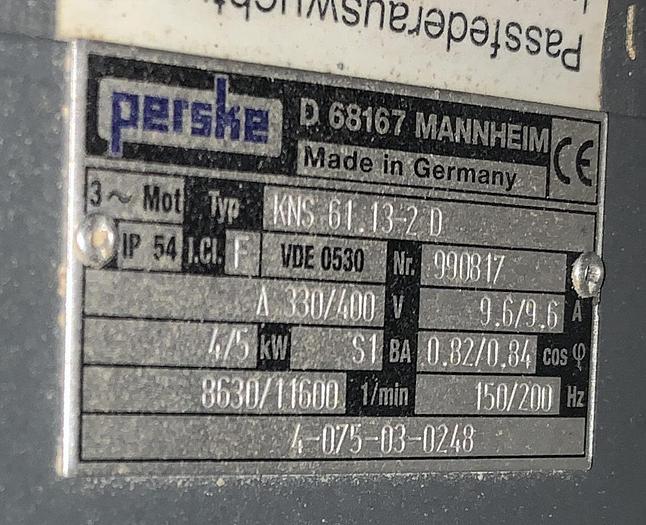 Passfederauswucht
perske
D 68167 MANNHEIM
Made in Germany
CE
3~ Mot Typ KNS 61.13-2 D
IP 54 I.Cl. F VDE 0530 Nr. 990817
330/400 V 9.6/9.6 A
4/5 kW S1 BA 0.82/0.84 cos φ
8630/11600 1/min 150/200 Hz
4-075-03-0248